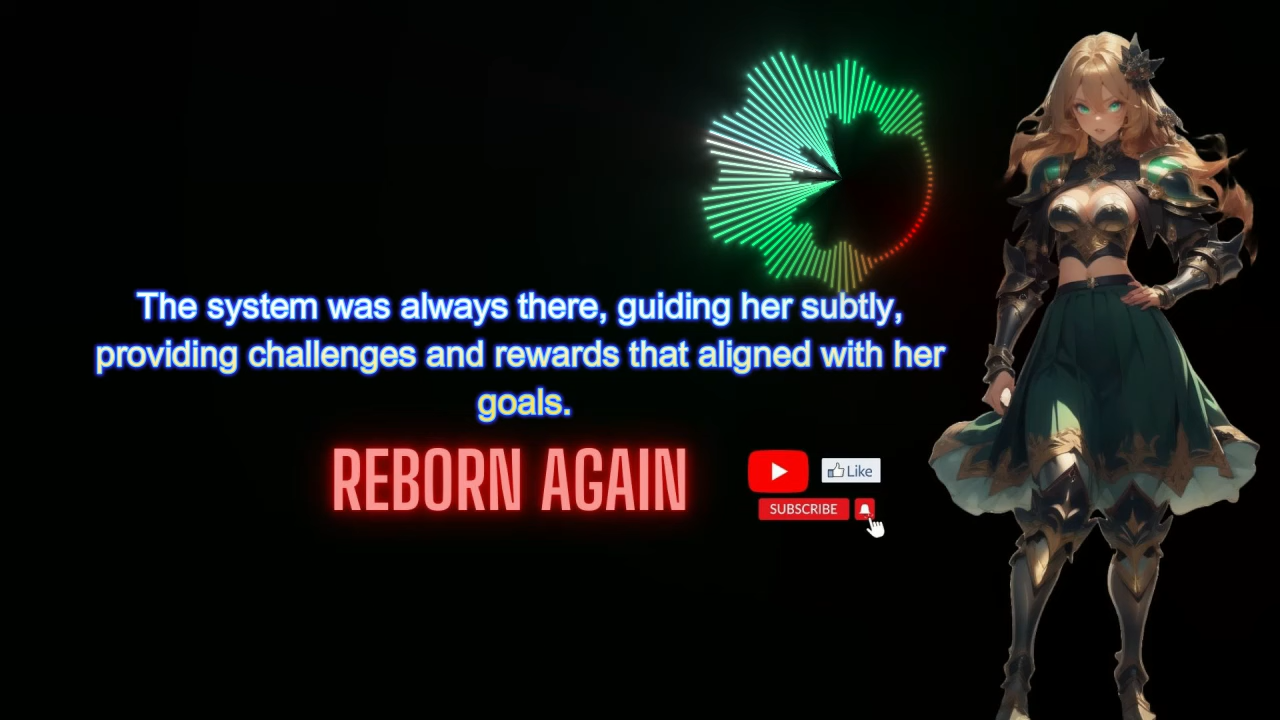 The system was always there, guiding her subtly,
providing challenges and rewards that aligned with her
goals.
REBORN AGAIN
Like
SUBSCRIBE